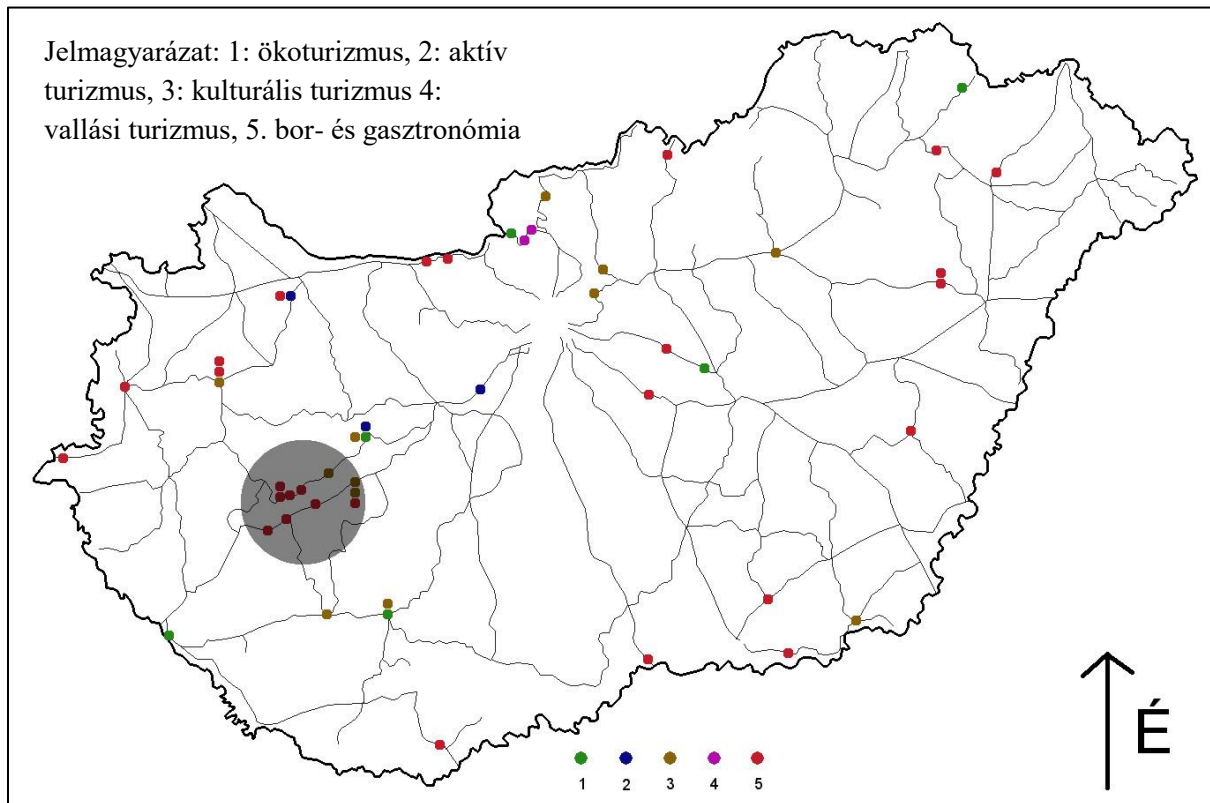 Jelmagyarázat: 1: ökoturizmus, 2: aktív
turizmus, 3: kulturális turizmus 4:
vallási turizmus, 5. bor- és gasztronómia
É
1 2 3 4 5